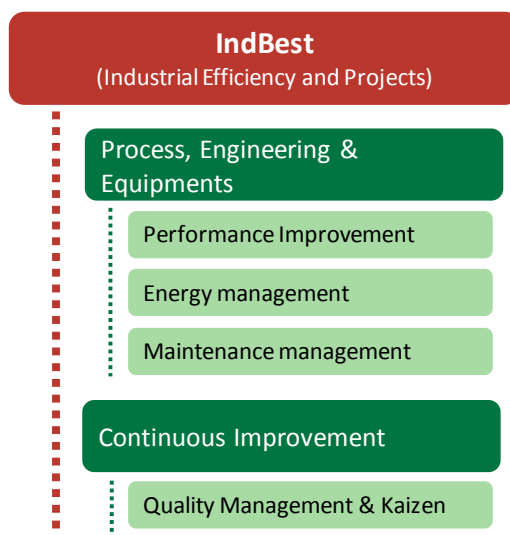 IndBest
(Industrial Efficiency and Projects)
Process, Engineering &
Equipments
Performance Improvement
Energy management
Maintenance management
Continuous Improvement
Quality Management & Kaizen